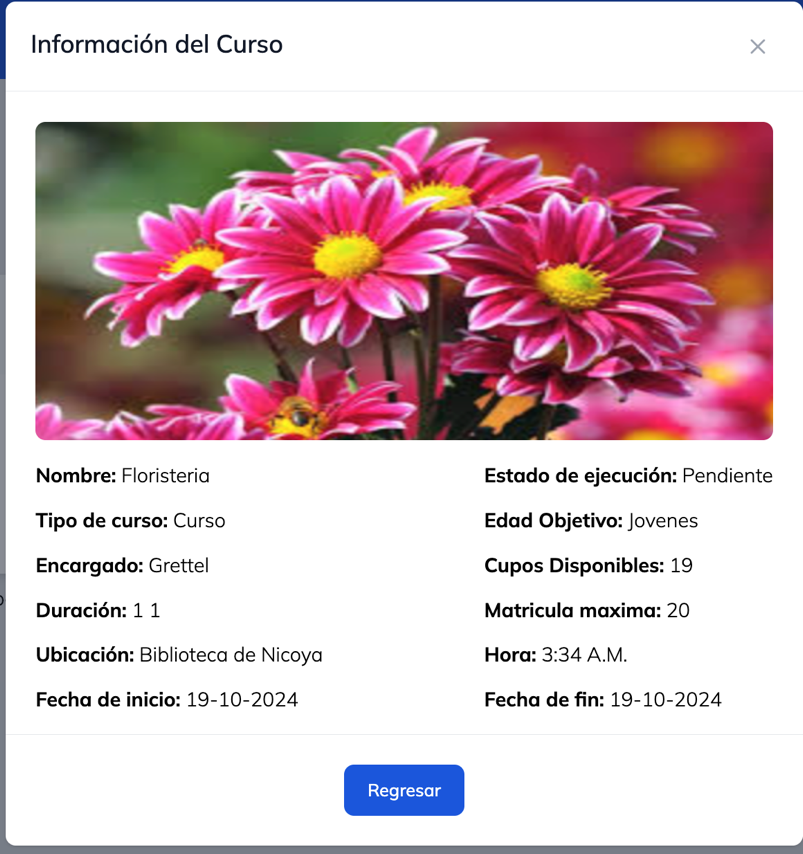 Información del Curso
Nombre: Floristeria
Estado de ejecución: Pendiente
Tipo de curso: Curso
Edad Objetivo: Jovenes
Encargado: Grettel
Cupos Disponibles: 19
Duración: 1 1
Matricula maxima: 20
Ubicación: Biblioteca de Nicoya
Hora: 3:34 A.M.
Fecha de inicio: 19-10-2024
Fecha de fin: 19-10-2024
Regresar